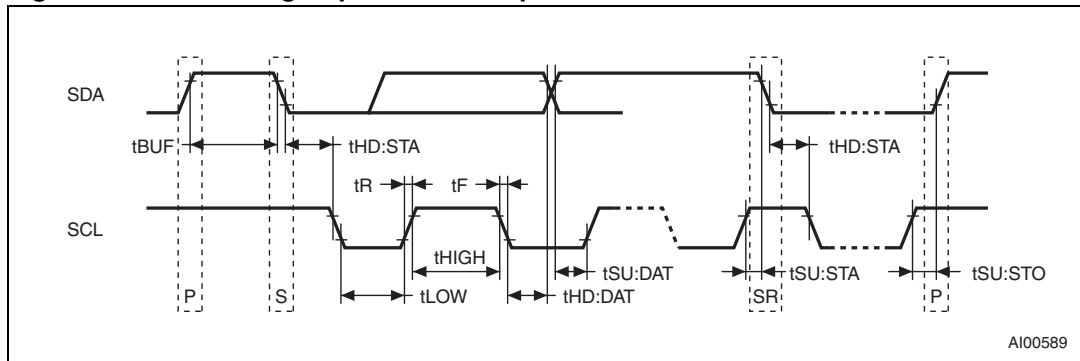 SDA
tBUF
tHD:STA
tHD:STA
tR
tF
SCL
tHIGH
tSU:DAT
tSU:STA
tSU:STO
tLOW
tHD:DAT
P
S
SR
P
AI00589